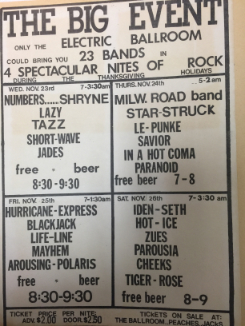 THE BIG EVENT
ONLY THE ELECTRIC BALLROOM
COULD BRING YOU 23 BANDS IN
4 SPECTACULAR NITES OF ROCK
DURING THE THANKSGIVING HOLIDAYS
WED. NOV. 23rd 7-3:30am
NUMBERS.....SHRYNE
LAZY
TAZZ
SHORT-WAVE
JADES
free · beer
8:30-9:30
THURS. NOV. 24th 5-2am
MILW. ROAD band
STAR-STRUCK
LE-PUNKE
SAVIOR
IN A HOT COMA
PARANOID
free beer 7-8
FRI. NOV. 25th 7-1:30am
HURRICANE-EXPRESS
BLACKJACK
LIFE-LINE
MAYHEM
AROUSING-POLARIS
free · beer
8:30-9:30
SAT. NOV. 26th 7-3:30 am
IDEN-SETH
HOT-ICE
ZUES
PAROUSIA
CHEEKS
TIGER-ROSE
free beer 8-9
TICKET PRICE PER NITE:
ADV. $2.00 DOOR $2.50
TICKETS ON SALE AT:
THE BALLROOM, PEACHES, JACKS